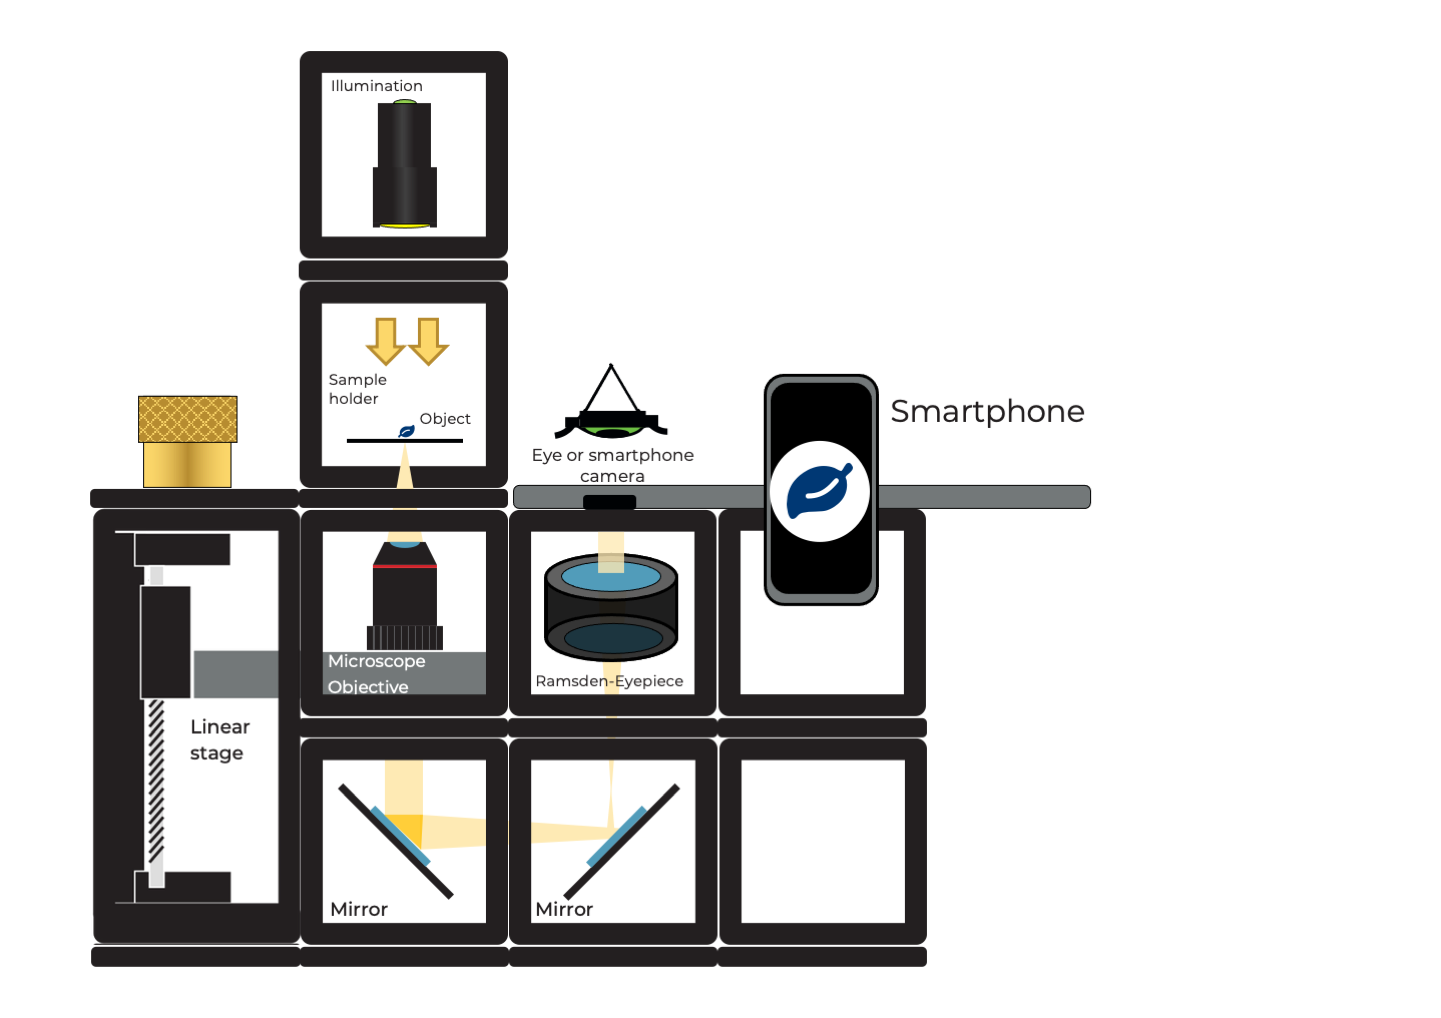 Illumination
Sample
holder
Object
Eye or smartphone
camera
Smartphone
Microscope
Objective
Ramsden-Eyepiece
Linear
stage
Mirror
Mirror